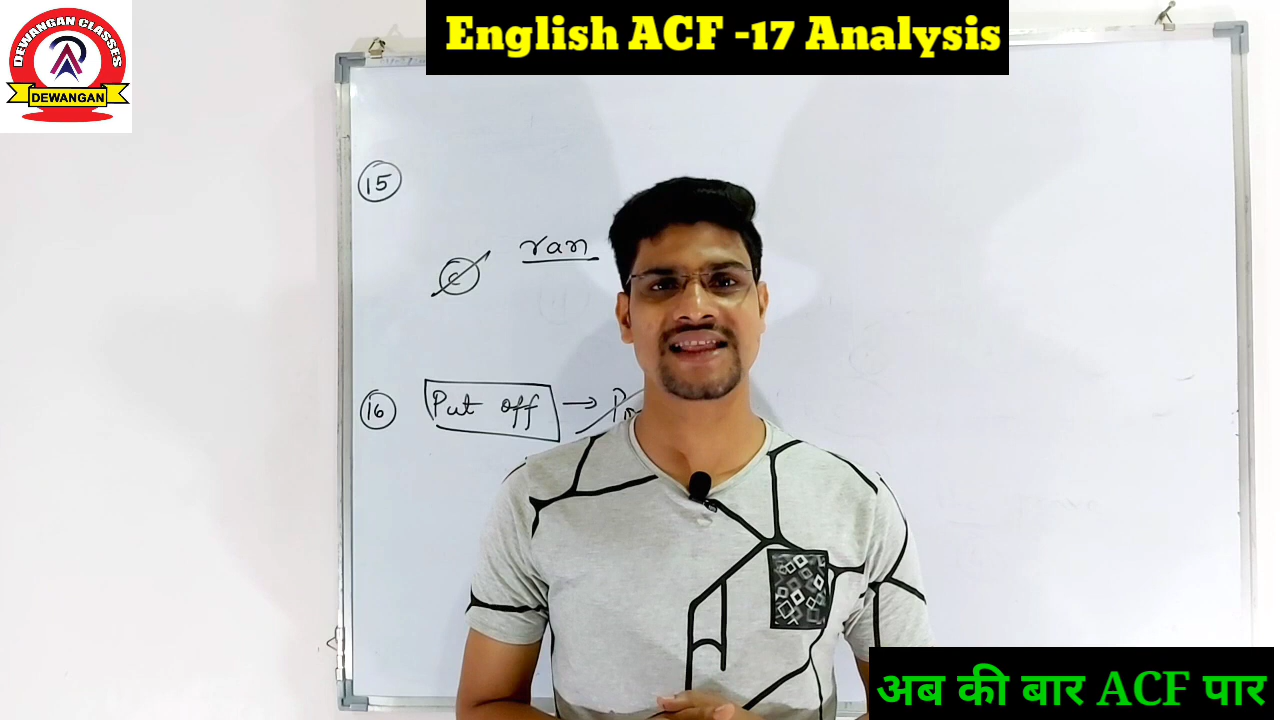 DEWANGAN CLASSES
DEWANGAN
English ACF -17 Analysis
15
C
ran
16
Put off →
अब की बार ACF पार